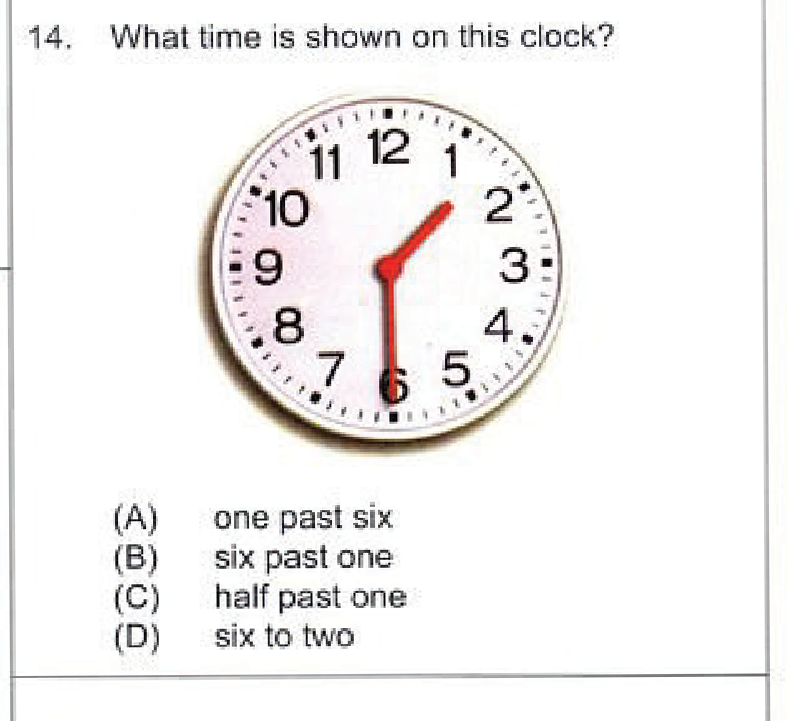 14. What time is shown on this clock?
12
11 1
10 2
9 3
8 4
7 5
6
(A) one past six
(B) six past one
(C) half past one
(D) six to two